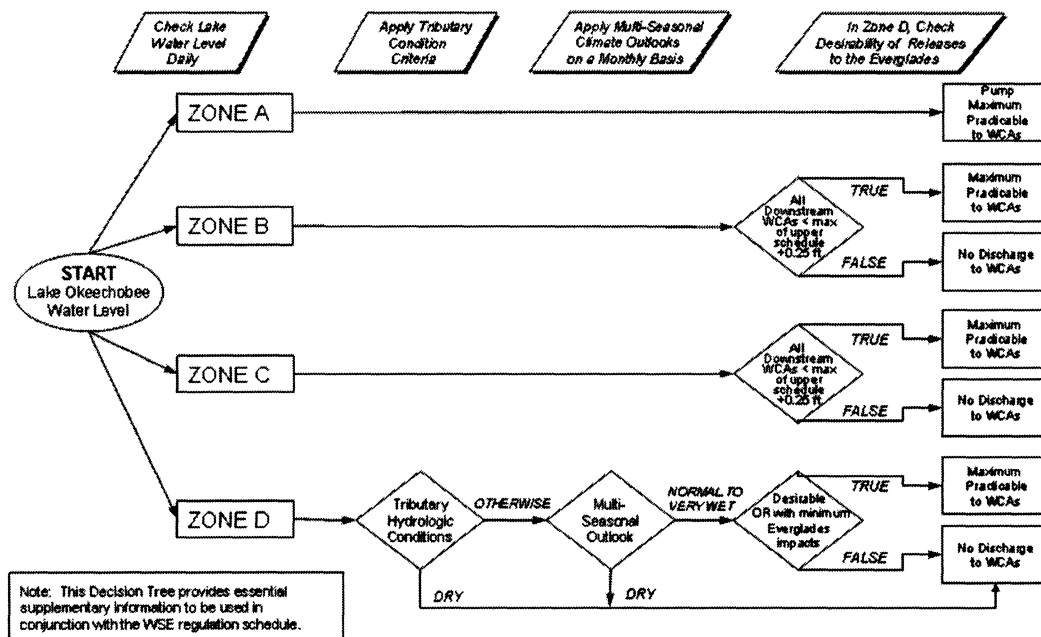 Check Lake
Water Level
Daily
Apply Tributary
Condition
Criteria
Apply Multi-Seasonal
Climate Outlooks
on a Monthly Basis
In Zone D, Check
Desirability of Releases
to the Everglades
ZONE A
Pump
Maximum
Practicable
to WCAs
ZONE B
All
Downstream
WCAs < max
of upper
schedule
+0.25 ft.
TRUE
Maximum
Practicable
to WCAs
FALSE
No Discharge
to WCAs
START
Lake Okeechobee
Water Level
ZONE C
All
Downstream
WCAs < max
of upper
schedule
+0.25 ft.
TRUE
Maximum
Practicable
to WCAs
FALSE
No Discharge
to WCAs
ZONE D
Tributary
Hydrologic
Conditions
OTHERWISE
Multi-
Seasonal
Outlook
NORMAL TO
VERY WET
Desirable
OR with minimum
Everglades
impacts
TRUE
Maximum
Practicable
to WCAs
FALSE
No Discharge
to WCAs
DRY
DRY
Note: This Decision Tree provides essential
supplementary information to be used in
conjunction with the WSE regulation schedule.